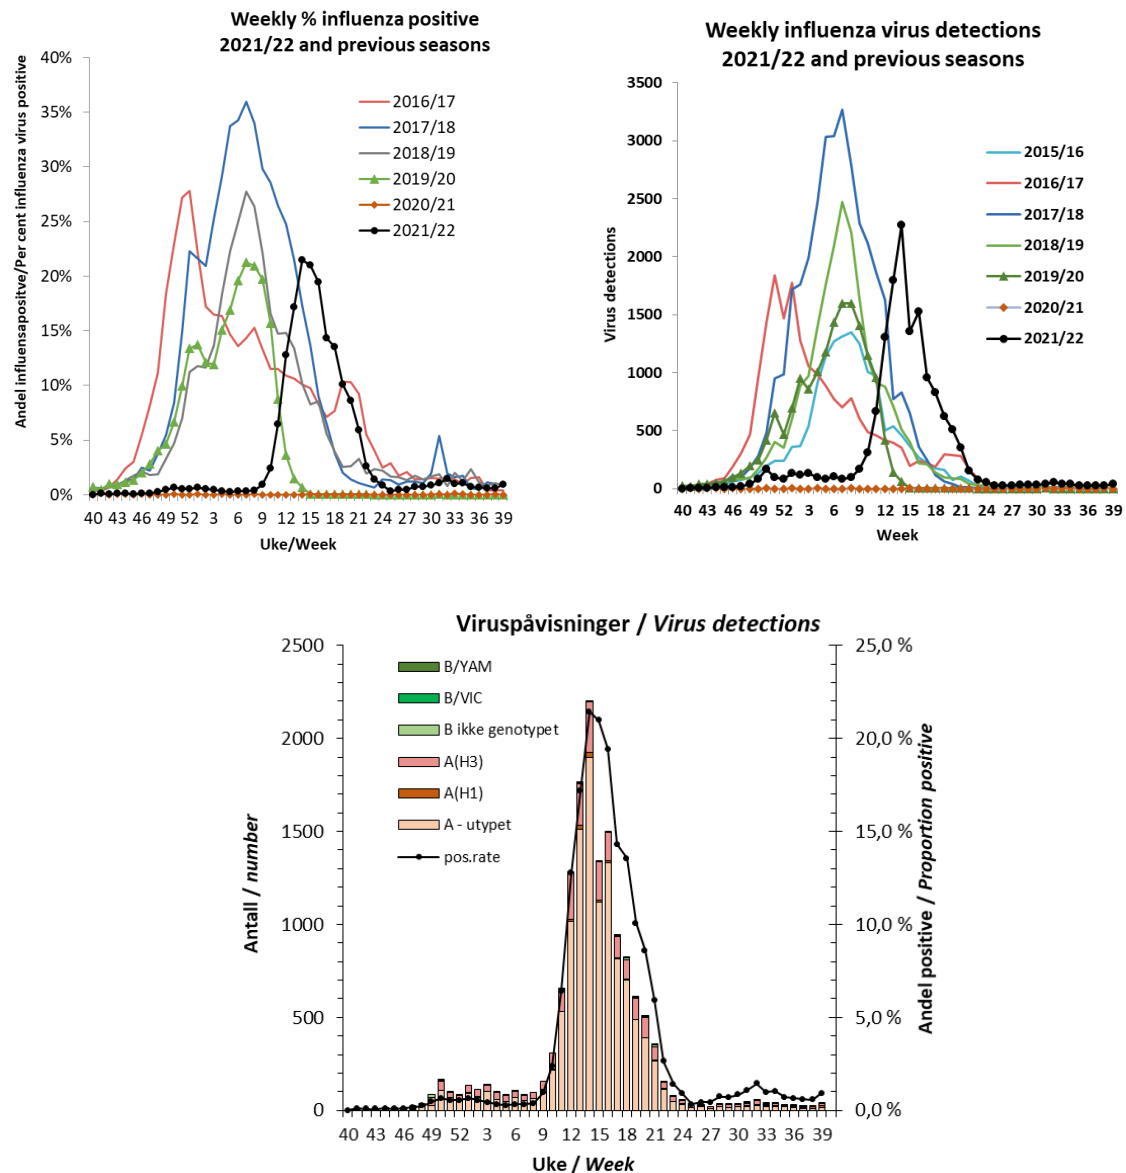 Weekly % influenza positive
2021/22 and previous seasons
Andel influensapositve/Per cent influenza virus positive
40%
35%
30%
25%
20%
15%
10%
5%
0%
2016/17
2017/18
2018/19
2019/20
2020/21
2021/22
40 43 46 49 52 3 6 9 12 15 18 21 24 27 30 33 36 39
Uke/Week
Weekly influenza virus detections
2021/22 and previous seasons
Virus detections
3500
3000
2500
2000
1500
1000
500
0
2015/16
2016/17
2017/18
2018/19
2019/20
2020/21
2021/22
40 43 46 49 52 3 6 9 12 15 18 21 24 27 30 33 36 39
Week
Viruspåvisninger / Virus detections
Antall / number
2500
2000
1500
1000
500
0
B/YAM
B/VIC
B ikke genotypet
A(H3)
A(H1)
A - utypet
pos.rate
25,0 %
20,0 %
15,0 %
10,0 %
5,0 %
0,0 %
Andel positive / Proportion positive
40 43 46 49 52 3 6 9 12 15 18 21 24 27 30 33 36 39
Uke / Week